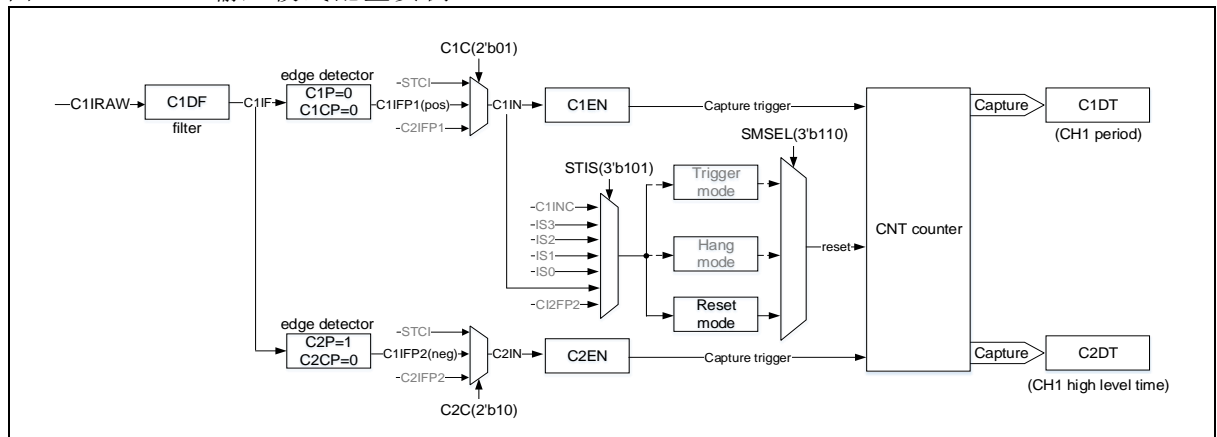 C1C(2'b01)
edge detector
C1P=0
C1CP=0
STCI
C1IRAW
C1DF
C1IF
C1IFP1(pos)
C1IN
C1EN
Capture trigger
Capture
C1DT
filter
C2IFP1
(CH1 period)
SMSEL(3'b110)
STIS(3'b101)
Trigger
mode
C1INC
IS3
IS2
IS1
IS0
CI2FP2
Hang
mode
reset
CNT counter
Reset
mode
edge detector
C2P=1
C2CP=0
STCI
C1IFP2(neg)
C2IN
C2EN
Capture trigger
Capture
C2DT
C2IFP2
(CH1 high level time)
C2C(2'b10)